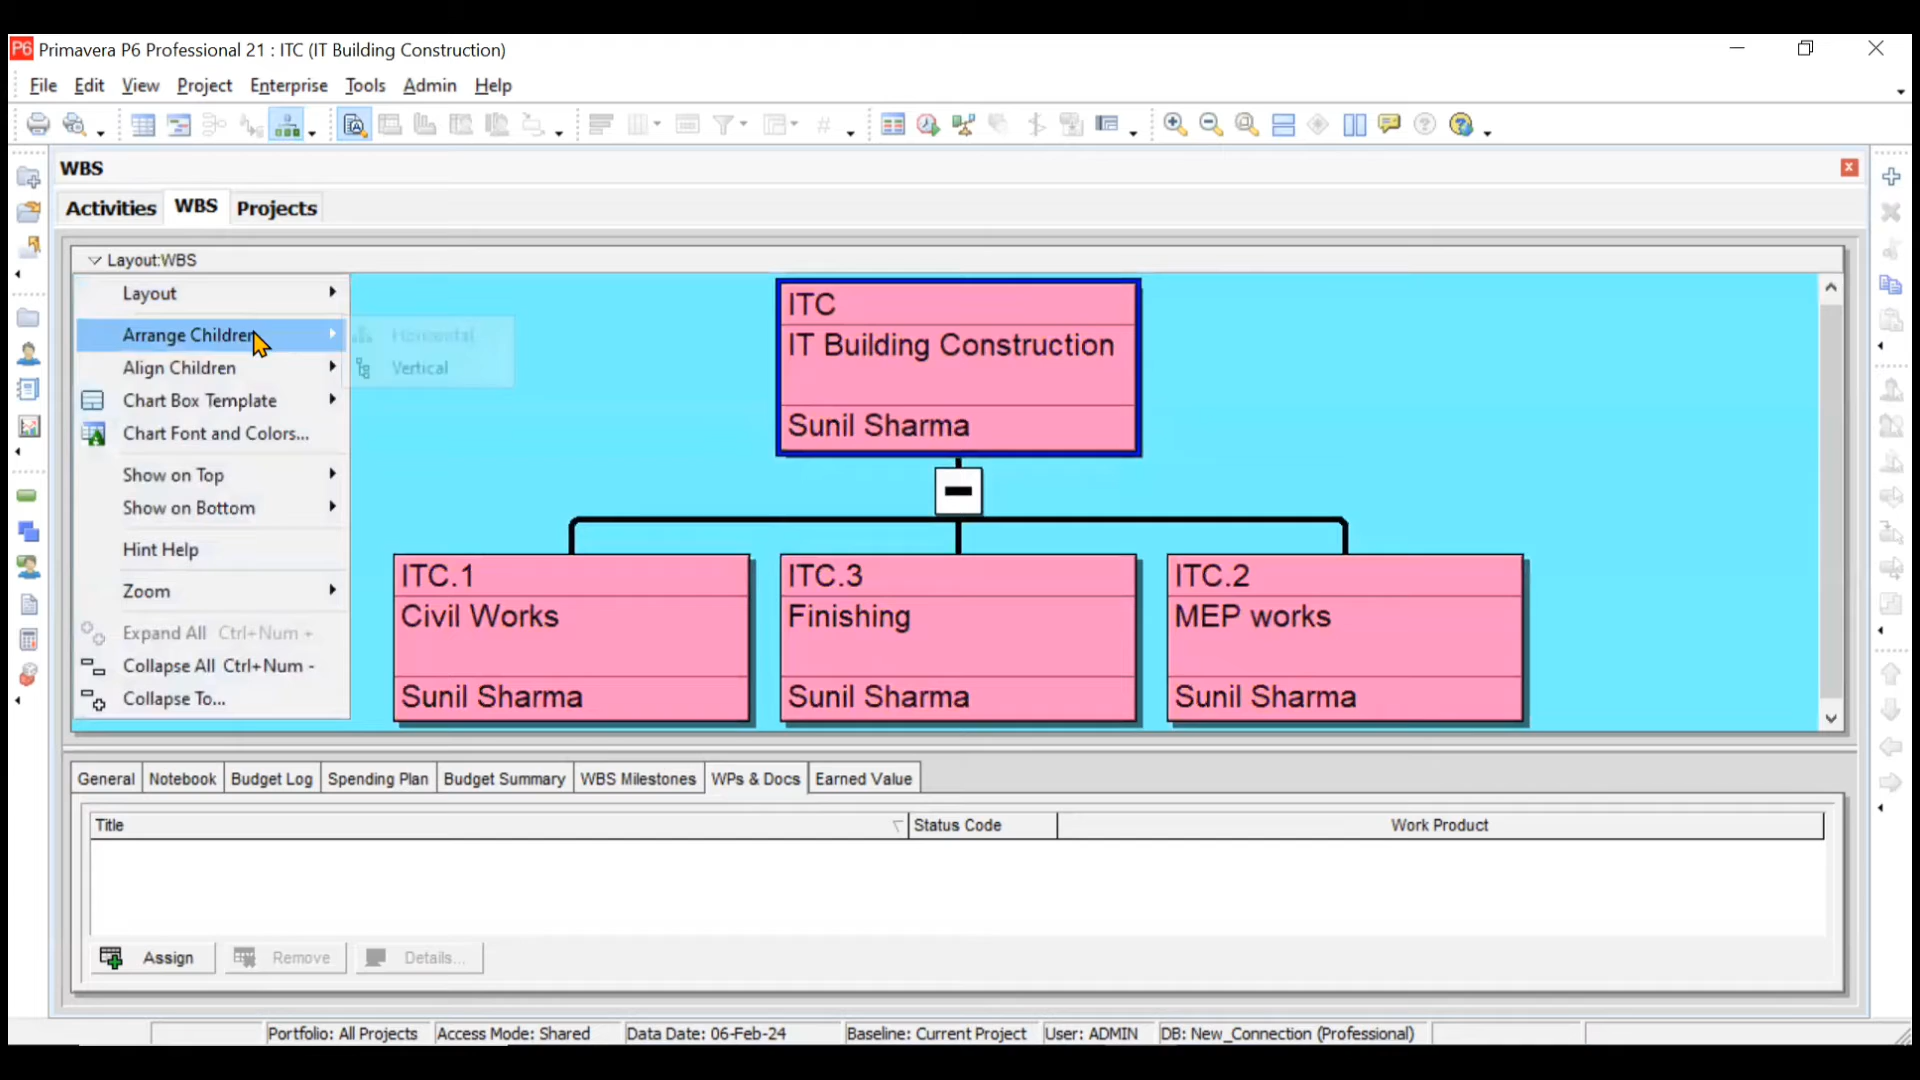 P6 Primavera P6 Professional 21 : ITC (IT Building Construction)
File Edit View Project Enterprise Tools Admin Help
WBS
Activities WBS Projects
Layout:WBS
Layout
Arrange Children
Horizontal
Align Children
Vertical
Chart Box Template
Chart Font and Colors...
Show on Top
Show on Bottom
Hint Help
Zoom
Expand All Ctrl+Num +
Collapse All Ctrl+Num -
Collapse To...
ITC
IT Building Construction
Sunil Sharma
ITC.1
Civil Works
Sunil Sharma
ITC.3
Finishing
Sunil Sharma
ITC.2
MEP works
Sunil Sharma
General Notebook Budget Log Spending Plan Budget Summary WBS Milestones WPs & Docs Earned Value
Title Status Code Work Product
Assign Remove Details...
Portfolio: All Projects Access Mode: Shared Data Date: 06-Feb-24 Baseline: Current Project User: ADMIN DB: New_Connection (Professional)